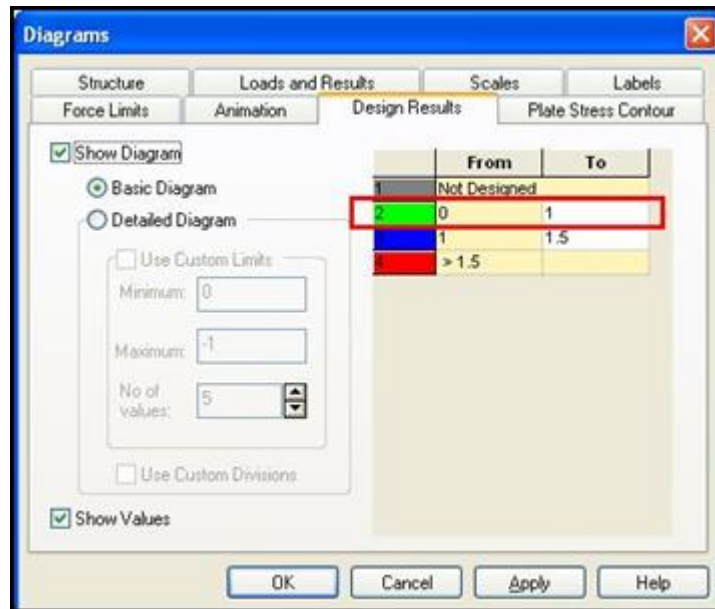 Diagrams
Structure Loads and Results Scales Labels
Force Limits Animation Design Results Plate Stress Contour
Show Diagram
Basic Diagram
Detailed Diagram
Use Custom Limits
Minimum: 0
Maximum: -1
No of values: 5
Use Custom Divisions
Show Values
From To
1 Not Designed
2 0 1
3 1 1.5
4 > 1.5
OK Cancel Apply Help